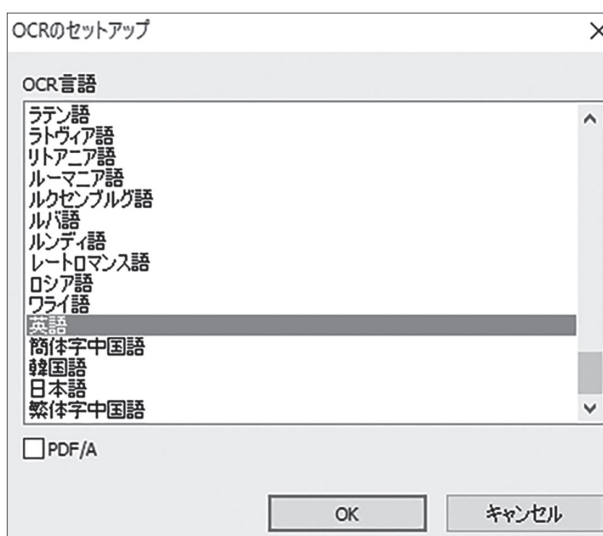 OCRのセットアップ
OCR言語
ラテン語
ラトヴィア語
リトアニア語
ルーマニア語
ルクセンブルグ語
ルバ語
ルンディ語
レートロマンス語
ロシア語
ワライ語
英語
簡体字中国語
韓国語
日本語
繁体字中国語
PDF/A
OK
キャンセル